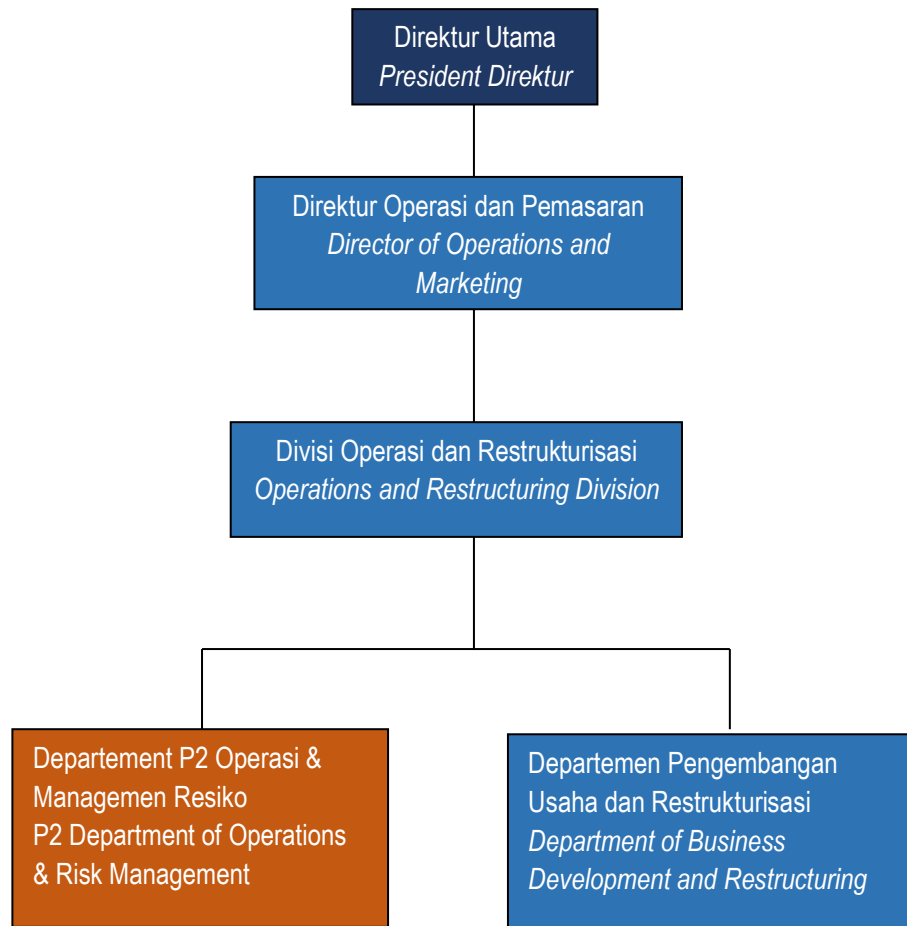 Direktur Utama
President Direktur
Direktur Operasi dan Pemasaran
Director of Operations and
Marketing
Divisi Operasi dan Restrukturisasi
Operations and Restructuring Division
Departement P2 Operasi &
Managemen Resiko
P2 Department of Operations
& Risk Management
Departemen Pengembangan
Usaha dan Restrukturisasi
Department of Business
Development and Restructuring